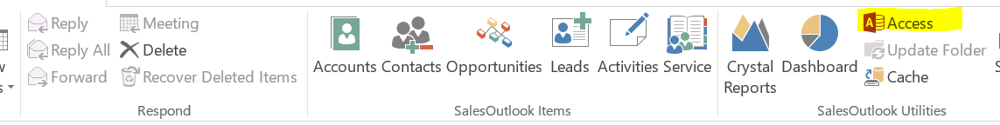 Reply
Meeting
Reply All
Delete
Forward
Recover Deleted Items
Respond
Accounts Contacts Opportunities Leads Activities Service
SalesOutlook Items
Crystal Reports
Dashboard
Access
Update Folder
Cache
SalesOutlook Utilities